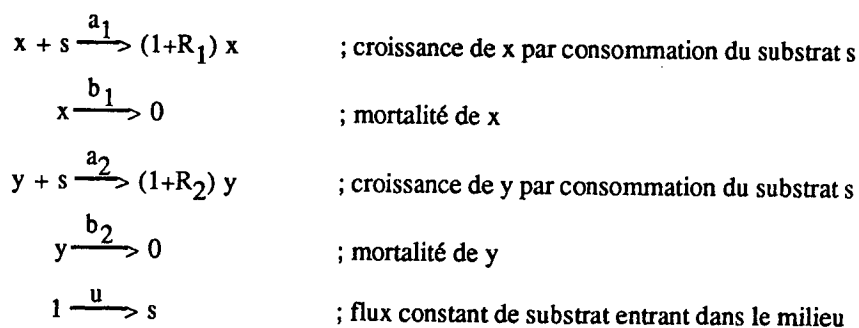 x + s a₁—> (1+R₁) x ; croissance de x par consommation du substrat s
x b₁—> 0 ; mortalité de x
y + s a₂—> (1+R₂) y ; croissance de y par consommation du substrat s
y b₂—> 0 ; mortalité de y
1 u—> s ; flux constant de substrat entrant dans le milieu